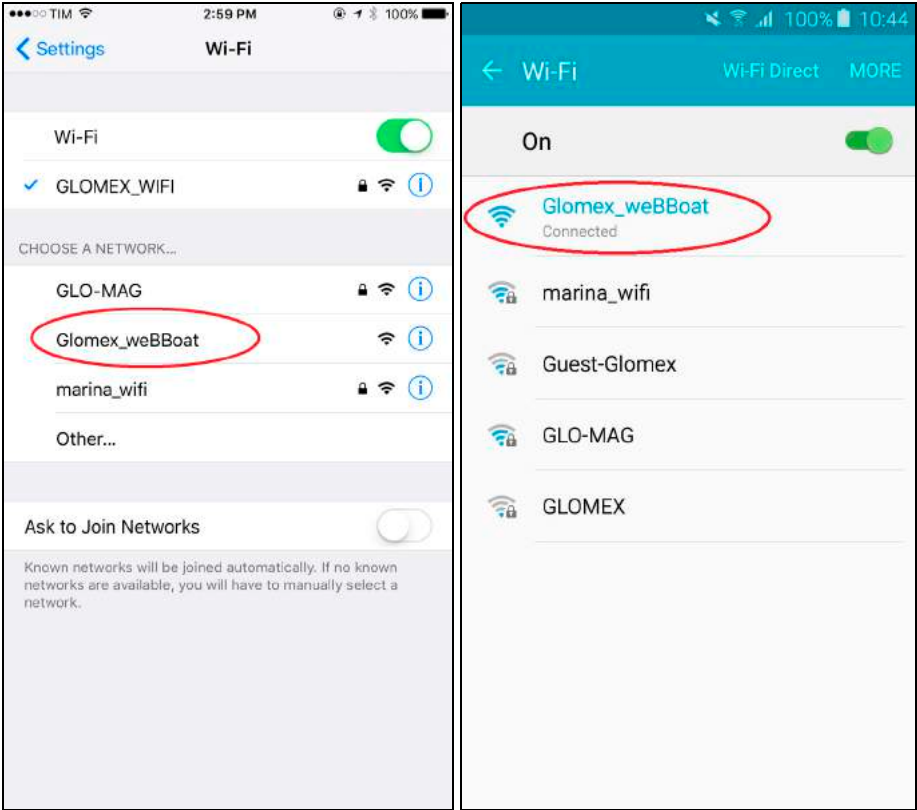 TIM 2:59 PM 100%
Settings Wi-Fi
Wi-Fi
GLOMEX_WIFI
CHOOSE A NETWORK...
GLO-MAG
Glomex_weBBoat
marina_wifi
Other...
Ask to Join Networks
Known networks will be joined automatically. If no known
networks are available, you will have to manually select a
network.
100% 10:44
Wi-Fi Wi-Fi Direct MORE
On
Glomex_weBBoat
Connected
marina_wifi
Guest-Glomex
GLO-MAG
GLOMEX